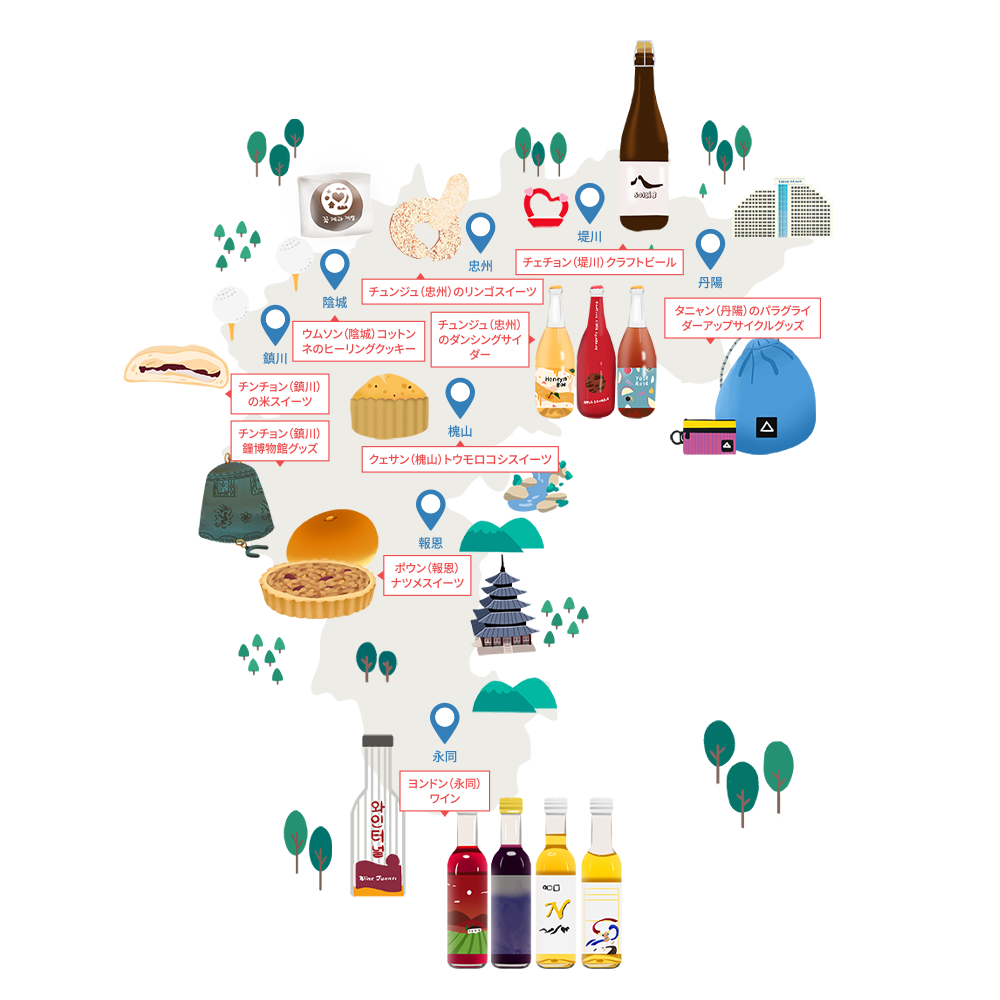 堤川
忠州
チェチョン（堤川）クラフトビール
丹陽
陰城
チュンジュ（忠州）のリンゴスイーツ
タニャン（丹陽）のパラグライ
ダーアップサイクルグッズ
チュンジュ（忠州）
のダンシングサイ
ダー
ウムソン（陰城）コットン
ネのヒーリングクッキー
鎮川
Honeyм
チンチョン（鎮川）
の米スイーツ
槐山
チンチョン（鎮川）
鐘博物館グッズ
クェサン（槐山）トウモロコシスイーツ
報恩
ボウン（報恩）
ナツメスイーツ
永同
ヨンドン（永同）
ワイン
와인터널
Wine Tunnel
N